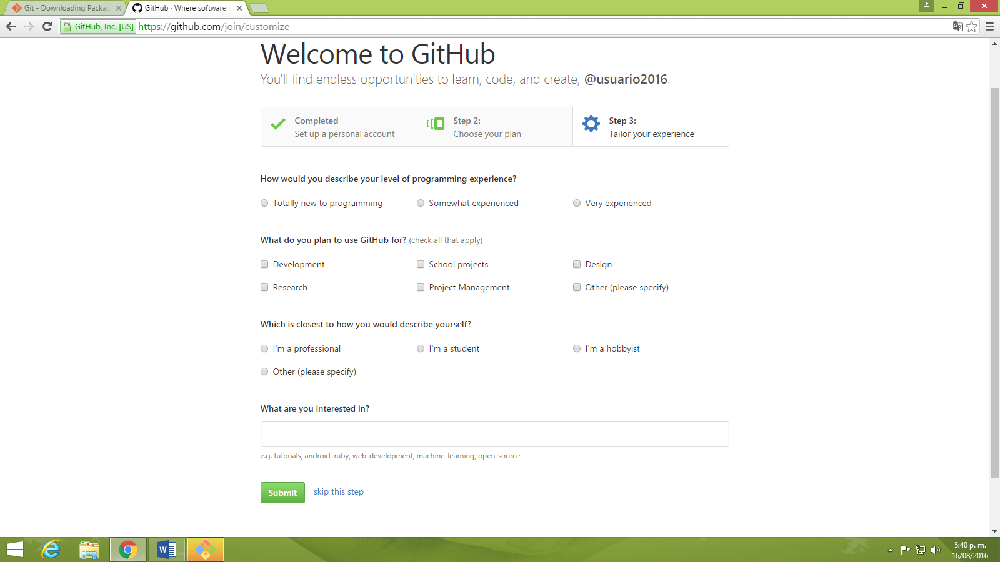 Git - Downloading Packag
GitHub · Where software i
GitHub, Inc. [US] https://github.com/join/customize
Welcome to GitHub
You'll find endless opportunities to learn, code, and create, @usuario2016.
Completed
Set up a personal account
Step 2:
Choose your plan
Step 3:
Tailor your experience
How would you describe your level of programming experience?
Totally new to programming Somewhat experienced Very experienced
What do you plan to use GitHub for? (check all that apply)
Development School projects Design
Research Project Management Other (please specify)
Which is closest to how you would describe yourself?
I'm a professional I'm a student I'm a hobbyist
Other (please specify)
What are you interested in?
e.g. tutorials, android, ruby, web-development, machine-learning, open-source
Submit skip this step
5:40 p. m.
16/08/2016